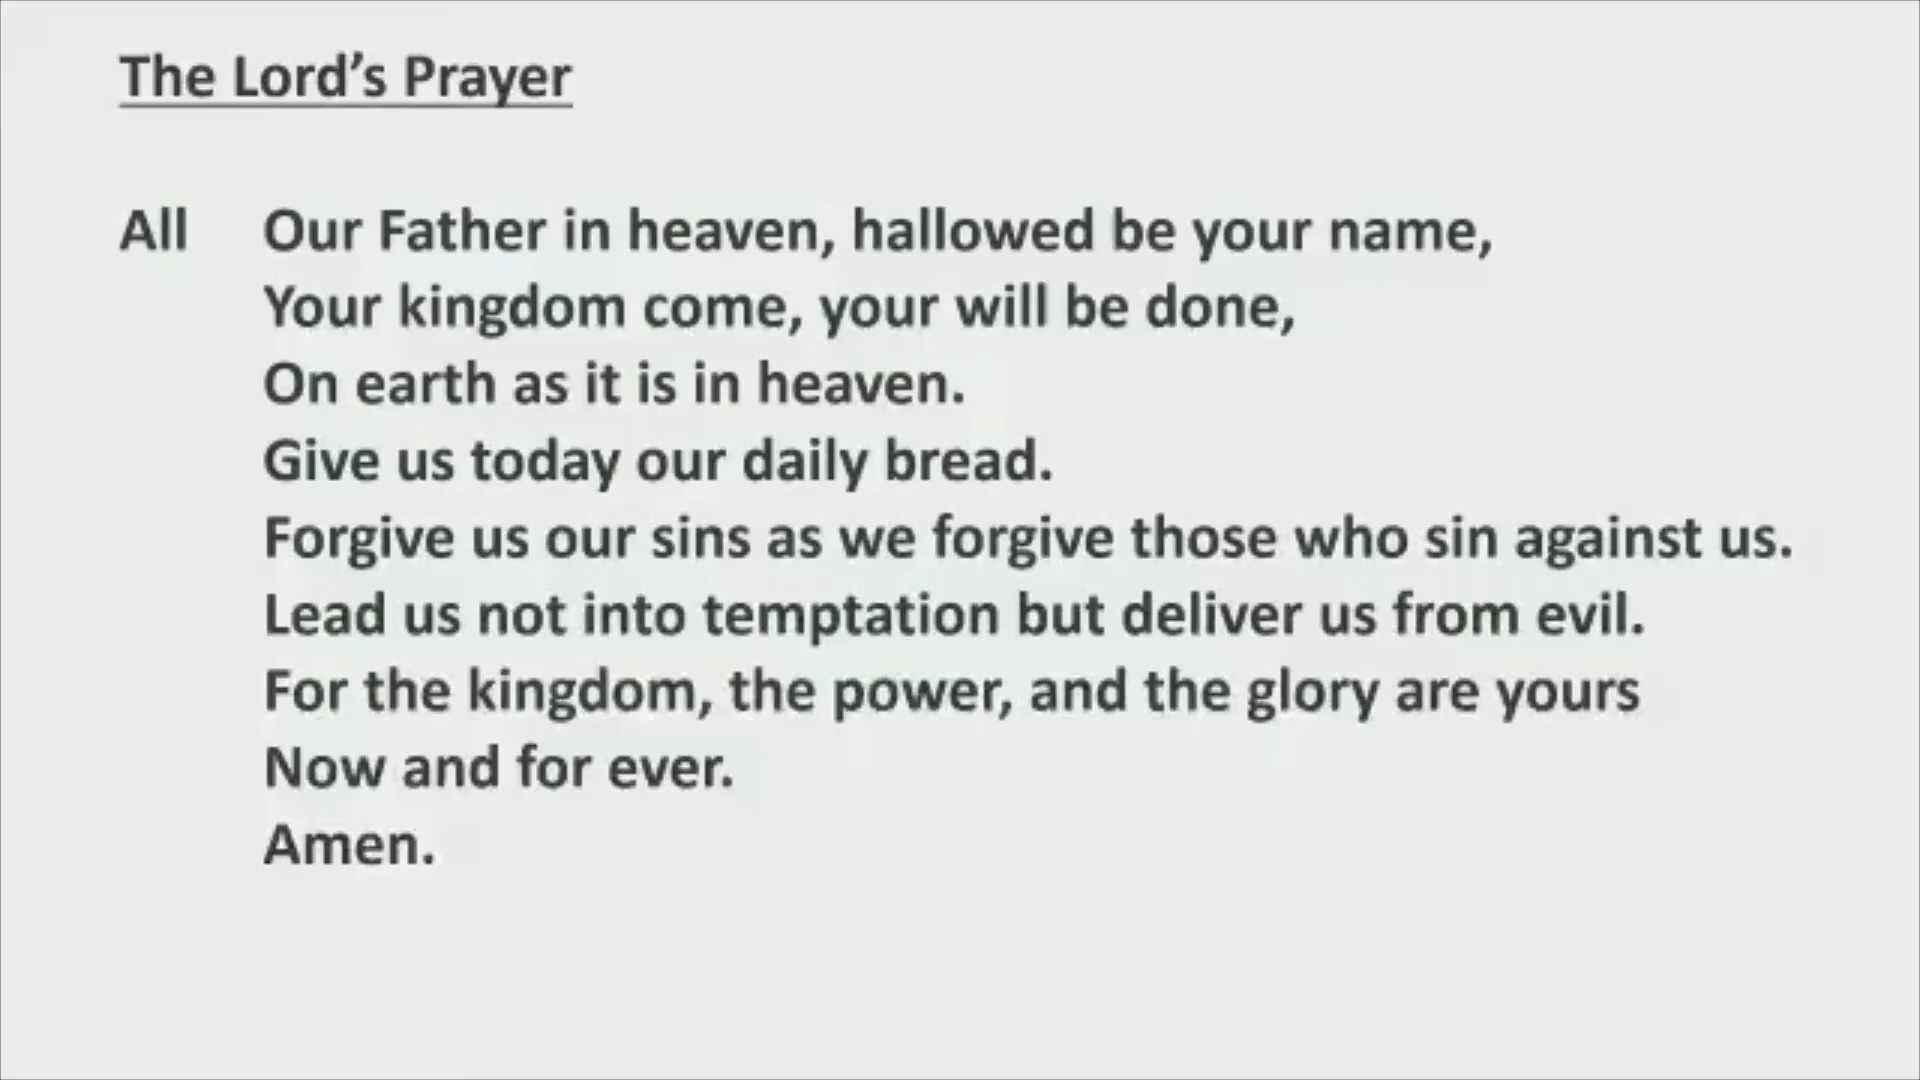 The Lord’s Prayer
All Our Father in heaven, hallowed be your name,
Your kingdom come, your will be done,
On earth as it is in heaven.
Give us today our daily bread.
Forgive us our sins as we forgive those who sin against us.
Lead us not into temptation but deliver us from evil.
For the kingdom, the power, and the glory are yours
Now and for ever.
Amen.